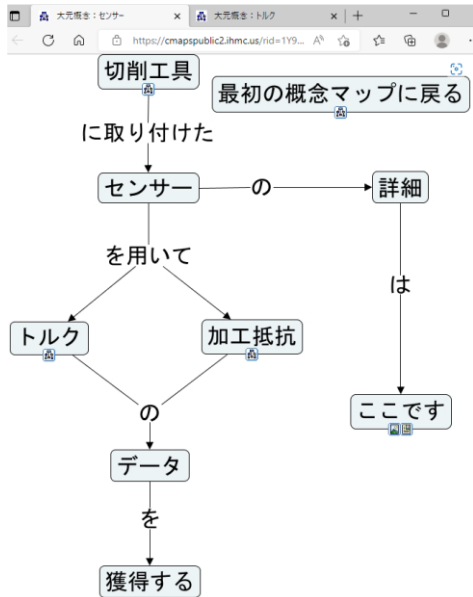 大元概念：センサー
大元概念：トルク
https://cmapspublic2.ihmc.us/rid=1Y9...
切削工具
最初の概念マップに戻る
に取り付けた
センサー
の
詳細
を用いて
は
トルク
加工抵抗
ここです
の
データ
を
獲得する